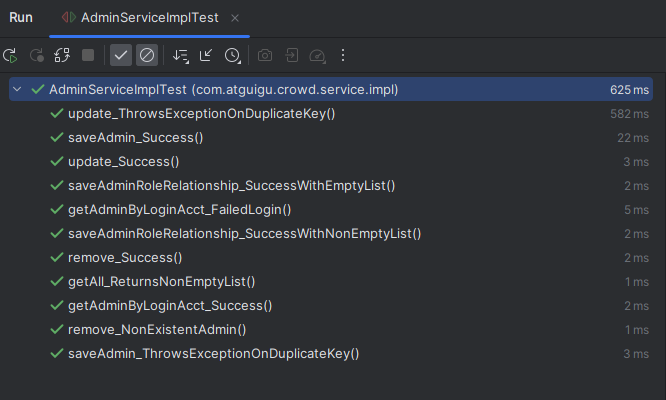 Run AdminServiceImplTest
AdminServiceImplTest (com.atguigu.crowd.service.impl) 625 ms
update_ThrowsExceptionOnDuplicateKey() 582 ms
saveAdmin_Success() 22 ms
update_Success() 3 ms
saveAdminRoleRelationship_SuccessWithEmptyList() 2 ms
getAdminByLoginAcct_FailedLogin() 5 ms
saveAdminRoleRelationship_SuccessWithNonEmptyList() 2 ms
remove_Success() 2 ms
getAll_ReturnsNonEmptyList() 1 ms
getAdminByLoginAcct_Success() 2 ms
remove_NonExistentAdmin() 1 ms
saveAdmin_ThrowsExceptionOnDuplicateKey() 3 ms